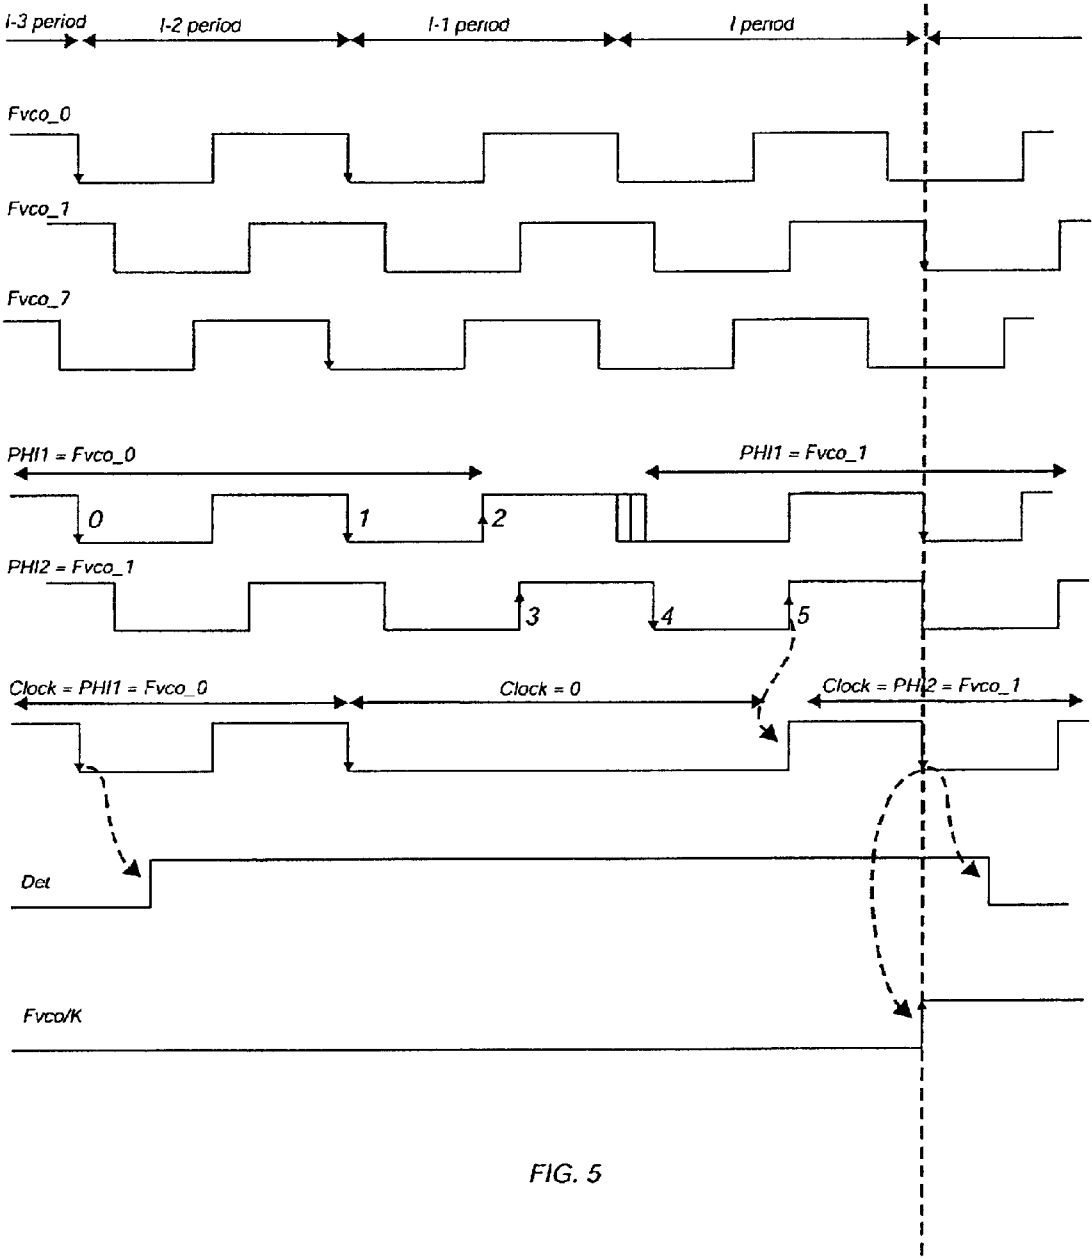 I-3 period
I-2 period
I-1 period
I period
Fvco_0
Fvco_1
Fvco_7
PHI1 = Fvco_0
PHI1 = Fvco_1
0
1
2
PHI2 = Fvco_1
3
4
5
Clock = PHI1 = Fvco_0
Clock = 0
Clock = PHI2 = Fvco_1
Det
Fvco/K
FIG. 5